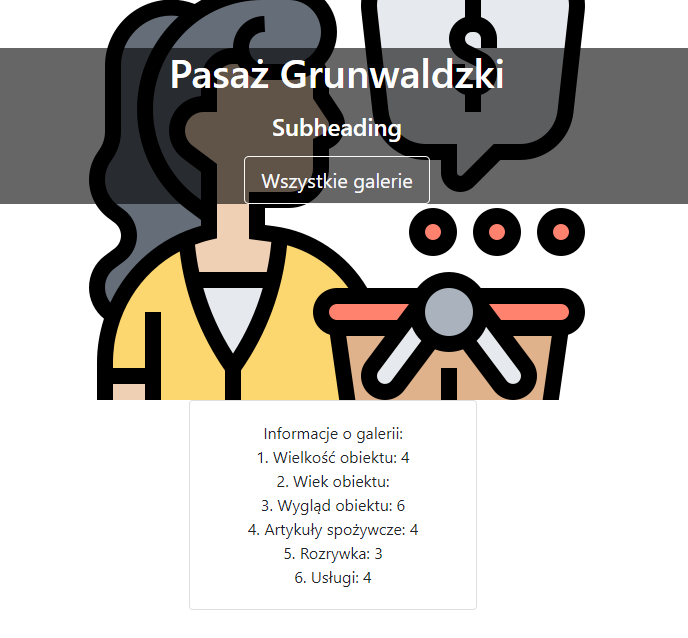 $
Pasaż Grunwaldzki
Subheading
Wszystkie galerie
Informacje o galerii:
1. Wielkość obiektu: 4
2. Wiek obiektu:
3. Wygląd obiektu: 6
4. Artykuły spożywcze: 4
5. Rozrywka: 3
6. Usługi: 4